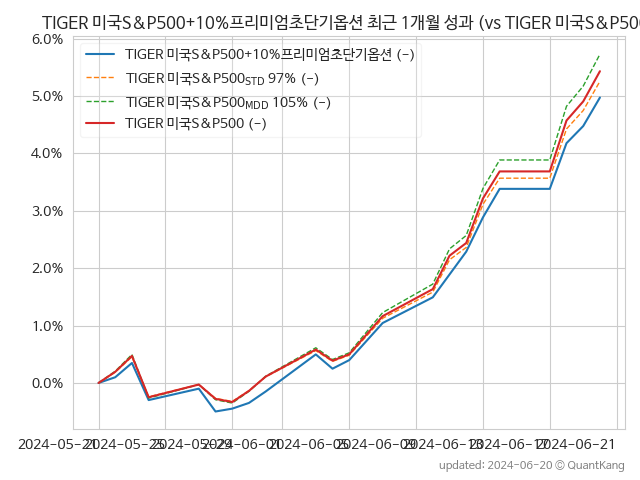 TIGER 미국S&P500+10%프리미엄초단기옵션 최근 1개월 성과 (vs TIGER 미국S&P500
6.0%
TIGER 미국S&P500+10%프리미엄초단기옵션 (-)
TIGER 미국S&P500STD 97% (-)
TIGER 미국S&P500MDD 105% (-)
TIGER 미국S&P500 (-)
5.0%
4.0%
3.0%
2.0%
1.0%
0.0%
2024-05-21 2024-05-25 2024-05-29 2024-06-01 2024-06-05 2024-06-09 2024-06-13 2024-06-17 2024-06-21
updated: 2024-06-20 © QuantKang